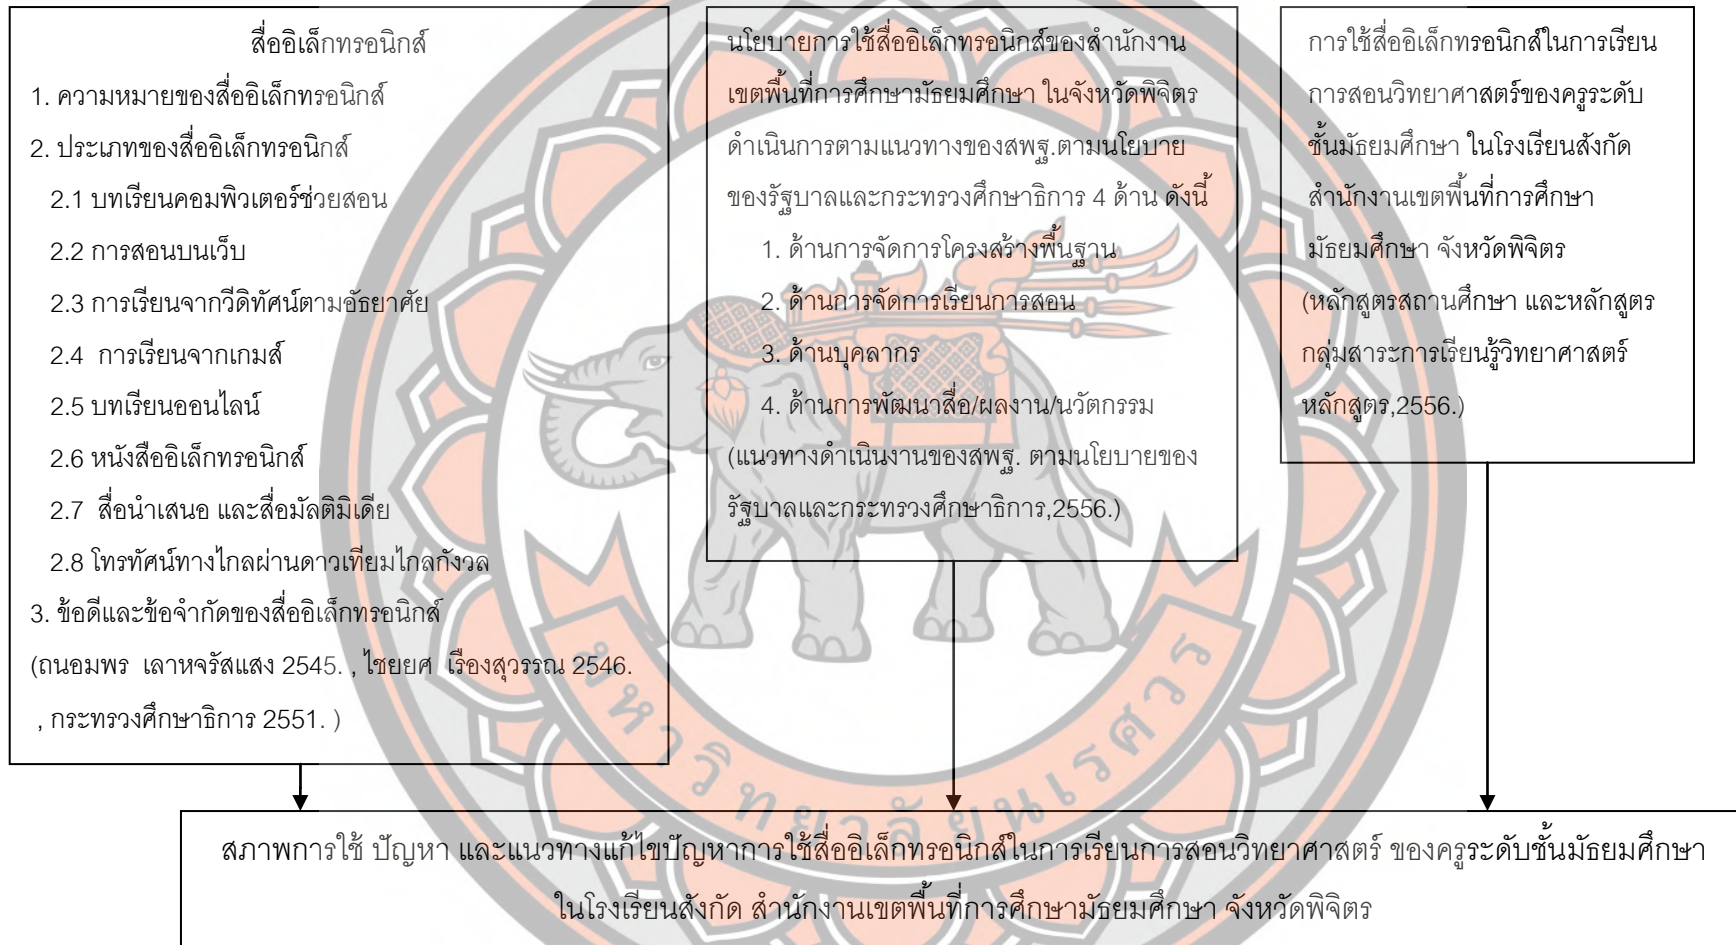 สื่ออิเล็กทรอนิกส์
1. ความหมายของสื่ออิเล็กทรอนิกส์
2. ประเภทของสื่ออิเล็กทรอนิกส์
2.1 บทเรียนคอมพิวเตอร์ช่วยสอน
2.2 การสอนบนเว็บ
2.3 การเรียนจากวีดิทัศน์ตามอัธยาศัย
2.4 การเรียนจากเกมส์
2.5 บทเรียนออนไลน์
2.6 หนังสืออิเล็กทรอนิกส์
2.7 สื่อนำเสนอ และสื่อมัลติมิเดีย
2.8 โทรทัศน์ทางไกลผ่านดาวเทียมไกลกังวล
3. ข้อดีและข้อจำกัดของสื่ออิเล็กทรอนิกส์
(ถนอมพร เลาหจรัสแสง 2545. , ไชยยศ เรืองสุวรรณ 2546.
, กระทรวงศึกษาธิการ 2551. )
นโยบายการใช้สื่ออิเล็กทรอนิกส์ของสำนักงาน
เขตพื้นที่การศึกษามัธยมศึกษา ในจังหวัดพิจิตร
ดำเนินการตามแนวทางของสพฐ.ตามนโยบาย
ของรัฐบาลและกระทรวงศึกษาธิการ 4 ด้าน ดังนี้
1. ด้านการจัดการโครงสร้างพื้นฐาน
2. ด้านการจัดการเรียนการสอน
3. ด้านบุคลากร
4. ด้านการพัฒนาสื่อ/ผลงาน/นวัตกรรม
(แนวทางดำเนินงานของสพฐ. ตามนโยบายของ
รัฐบาลและกระทรวงศึกษาธิการ,2556.)
การใช้สื่ออิเล็กทรอนิกส์ในการเรียน
การสอนวิทยาศาสตร์ของครูระดับ
ชั้นมัธยมศึกษา ในโรงเรียนสังกัด
สำนักงานเขตพื้นที่การศึกษา
มัธยมศึกษา จังหวัดพิจิตร
(หลักสูตรสถานศึกษา และหลักสูตร
กลุ่มสาระการเรียนรู้วิทยาศาสตร์
หลักสูตร,2556.)
มหาวิทยาลัยนเรศวร
สภาพการใช้ ปัญหา และแนวทางแก้ไขปัญหาการใช้สื่ออิเล็กทรอนิกส์ในการเรียนการสอนวิทยาศาสตร์ ของครูระดับชั้นมัธยมศึกษา
ในโรงเรียนสังกัด สำนักงานเขตพื้นที่การศึกษามัธยมศึกษา จังหวัดพิจิตร